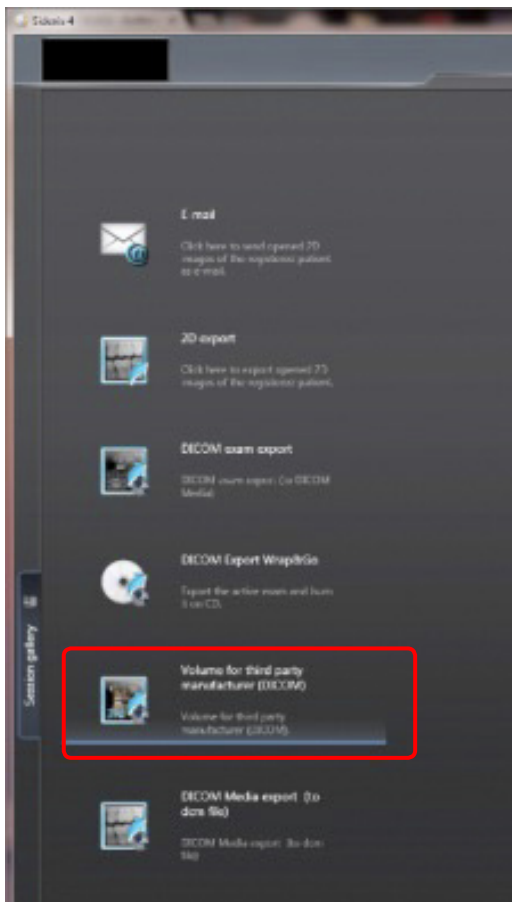 Sidexis 4
E-mail
Click here to send opened 2D
images of the registered patient
as e-mail.
2D export
Click here to export opened 2D
images of the registered patient.
DICOM exam export
DICOM exam export (to DICOM
Media)
DICOM Export Wrap&Go
Export the active exam and burn
it on CD.
Session gallery
Volume for third party
manufacturer (DICOM)
Volume for third party
manufacturer (DICOM).
DICOM Media export (to
dcm file)
DICOM Media export (to dcm
file)